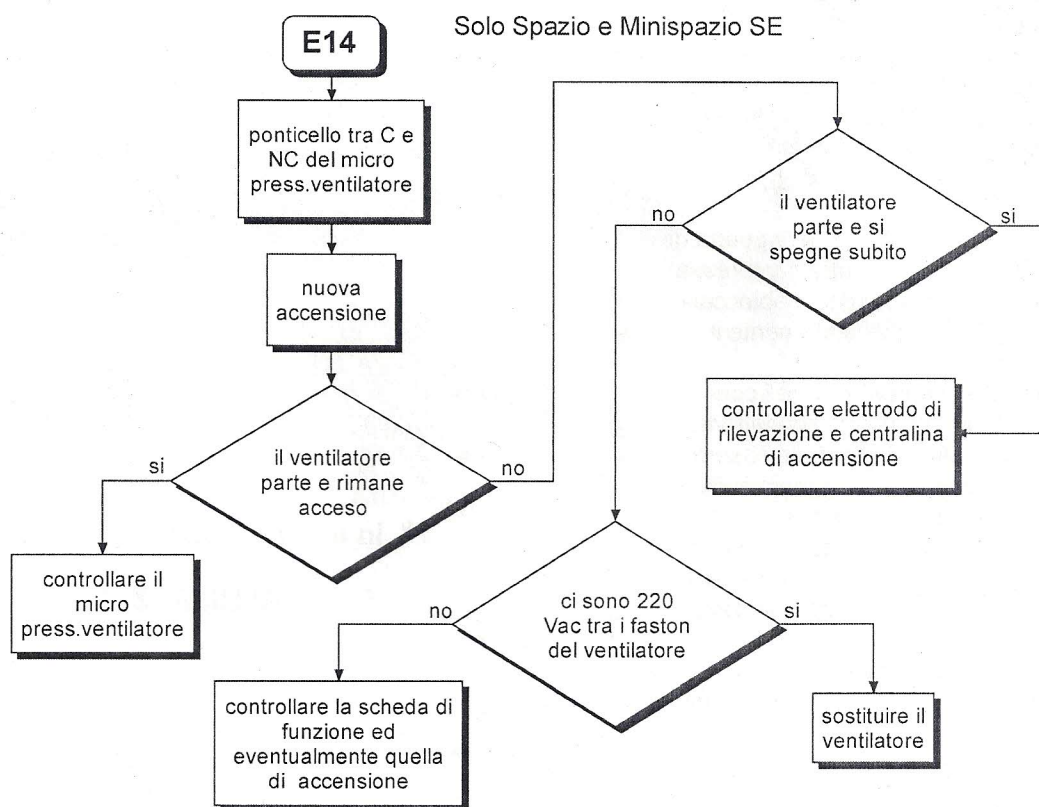 E14
Solo Spazio e Minispazio SE
ponticello tra C e
NC del micro
press.ventilatore
nuova
accensione
il ventilatore
parte e rimane
acceso
si
no
controllare il
micro
press.ventilatore
il ventilatore
parte e si
spegne subito
no
si
controllare elettrodo di
rilevazione e centralina
di accensione
ci sono 220
Vac tra i faston
del ventilatore
no
si
controllare la scheda di
funzione ed
eventualmente quella
di accensione
sostituire il
ventilatore